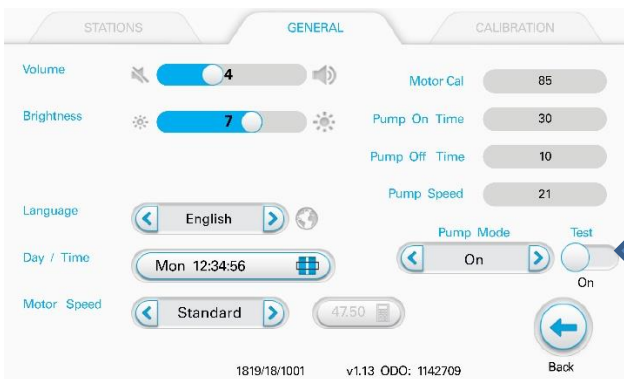 STATIONS GENERAL CALIBRATION
Volume 4 Motor Cal 85
Brightness 7 Pump On Time 30
Pump Off Time 10
Pump Speed 21
Language English
Pump Mode Test
Day / Time Mon 12:34:56 On
On
Motor Speed Standard 47.50
1819/18/1001 v1.13 ODO: 1142709 Back